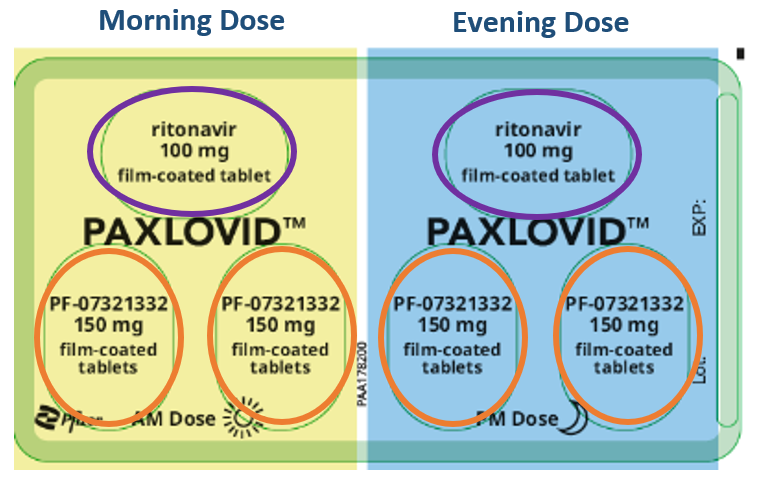 Morning Dose
ritonavir
100 mg
film-coated tablet
PAXLOVID™
PF-07321332
150 mg
film-coated
tablets
PF-07321332
150 mg
film-coated
tablets
Pfizer
AM Dose
PAA178200
Evening Dose
ritonavir
100 mg
film-coated tablet
PAXLOVID™
PF-07321332
150 mg
film-coated
tablets
PF-07321332
150 mg
film-coated
tablets
PM Dose
EXP:
Lot: